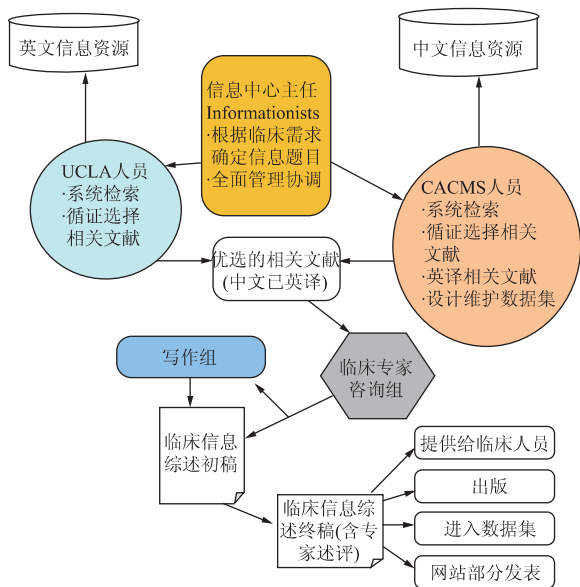 英文信息资源
中文信息资源
信息中心主任
Informationists
·根据临床需求
确定信息题目
·全面管理协调
UCLA人员
·系统检索
·循证选择
相关文献
CACMS人员
·系统检索
·循证选择相关
文献
·英译相关文献
·设计维护数据集
优选的相关文献
(中文已英译)
写作组
临床专家
咨询组
临床信息
综述初稿
临床信息综
述终稿(含专
家述评)
提供给临床人员
出版
进入数据集
网站部分发表